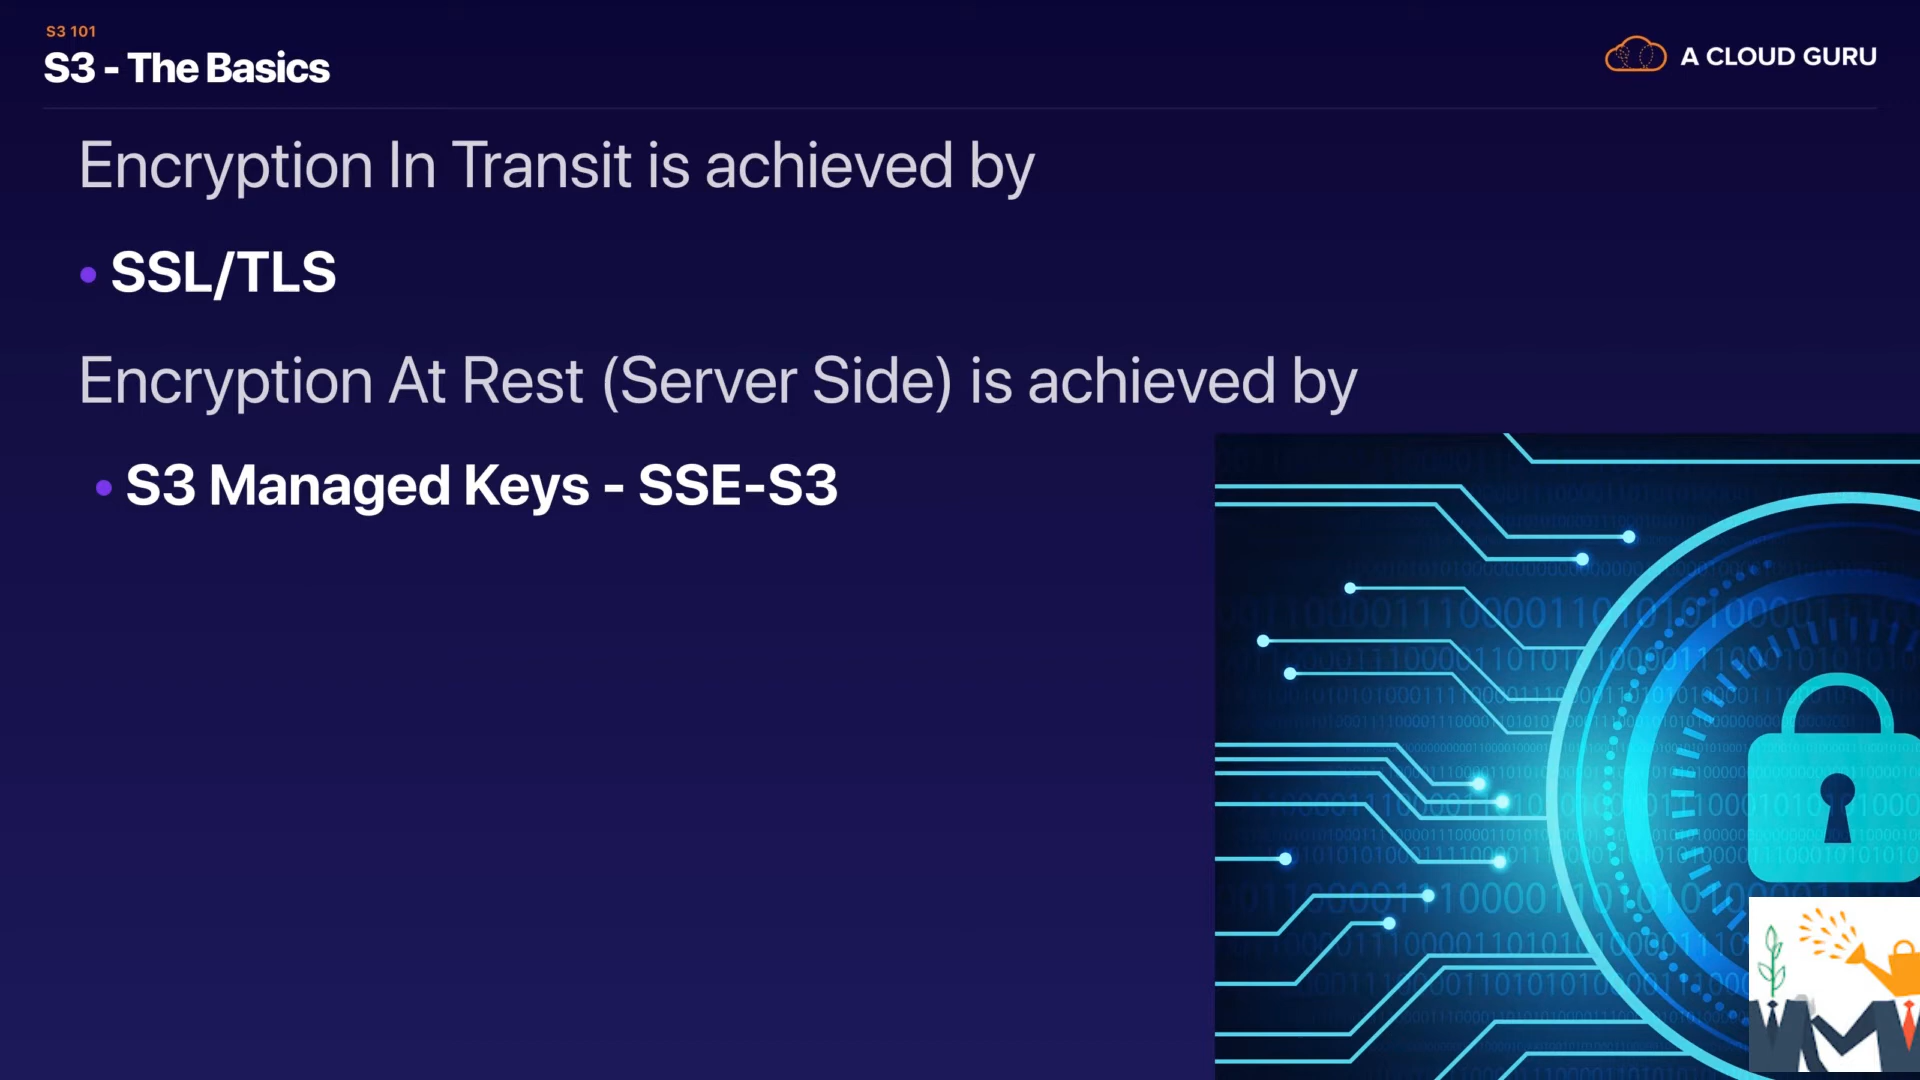 S3 101
S3 - The Basics
A CLOUD GURU
Encryption In Transit is achieved by
• SSL/TLS
Encryption At Rest (Server Side) is achieved by
• S3 Managed Keys - SSE-S3